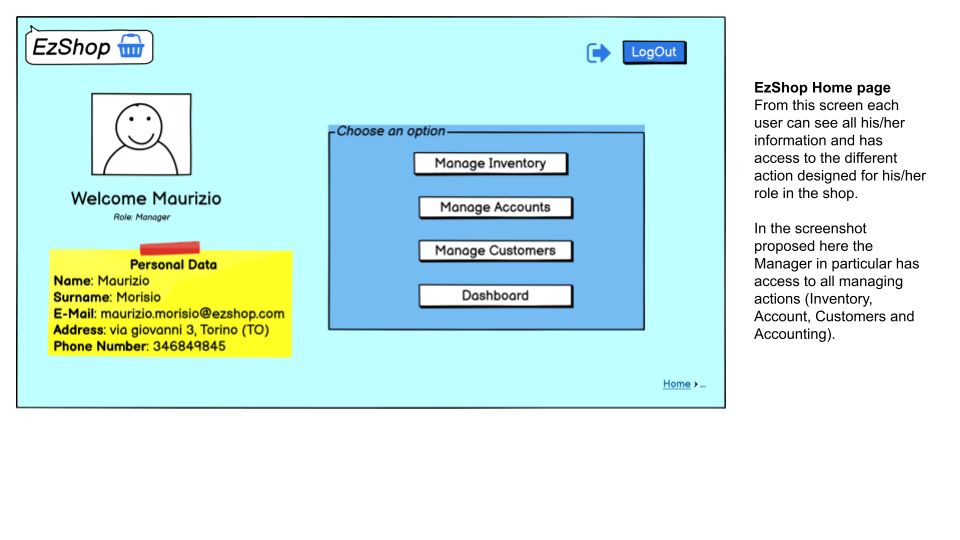 EzShop
LogOut
Welcome Maurizio
Role: Manager
Personal Data
Name: Maurizio
Surname: Morisio
E-Mail: maurizio.morisio@ezshop.com
Address: via giovanni 3, Torino (TO)
Phone Number: 346849845
Choose an option
Manage Inventory
Manage Accounts
Manage Customers
Dashboard
Home › ...
EzShop Home page
From this screen each
user can see all his/her
information and has
access to the different
action designed for his/her
role in the shop.
In the screenshot
proposed here the
Manager in particular has
access to all managing
actions (Inventory,
Account, Customers and
Accounting).